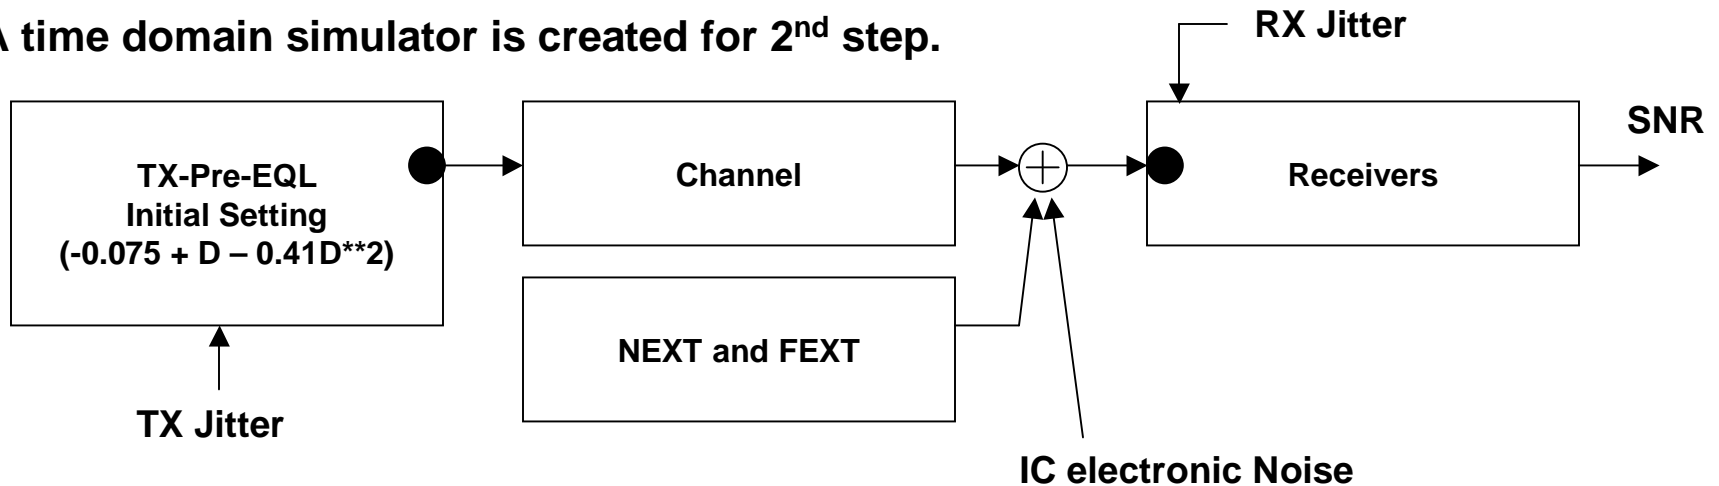 A time domain simulator is created for 2nd step.
RX Jitter
SNR
TX-Pre-EQL
Initial Setting
(-0.075 + D – 0.41D**2)
Channel
Receivers
NEXT and FEXT
TX Jitter
IC electronic Noise